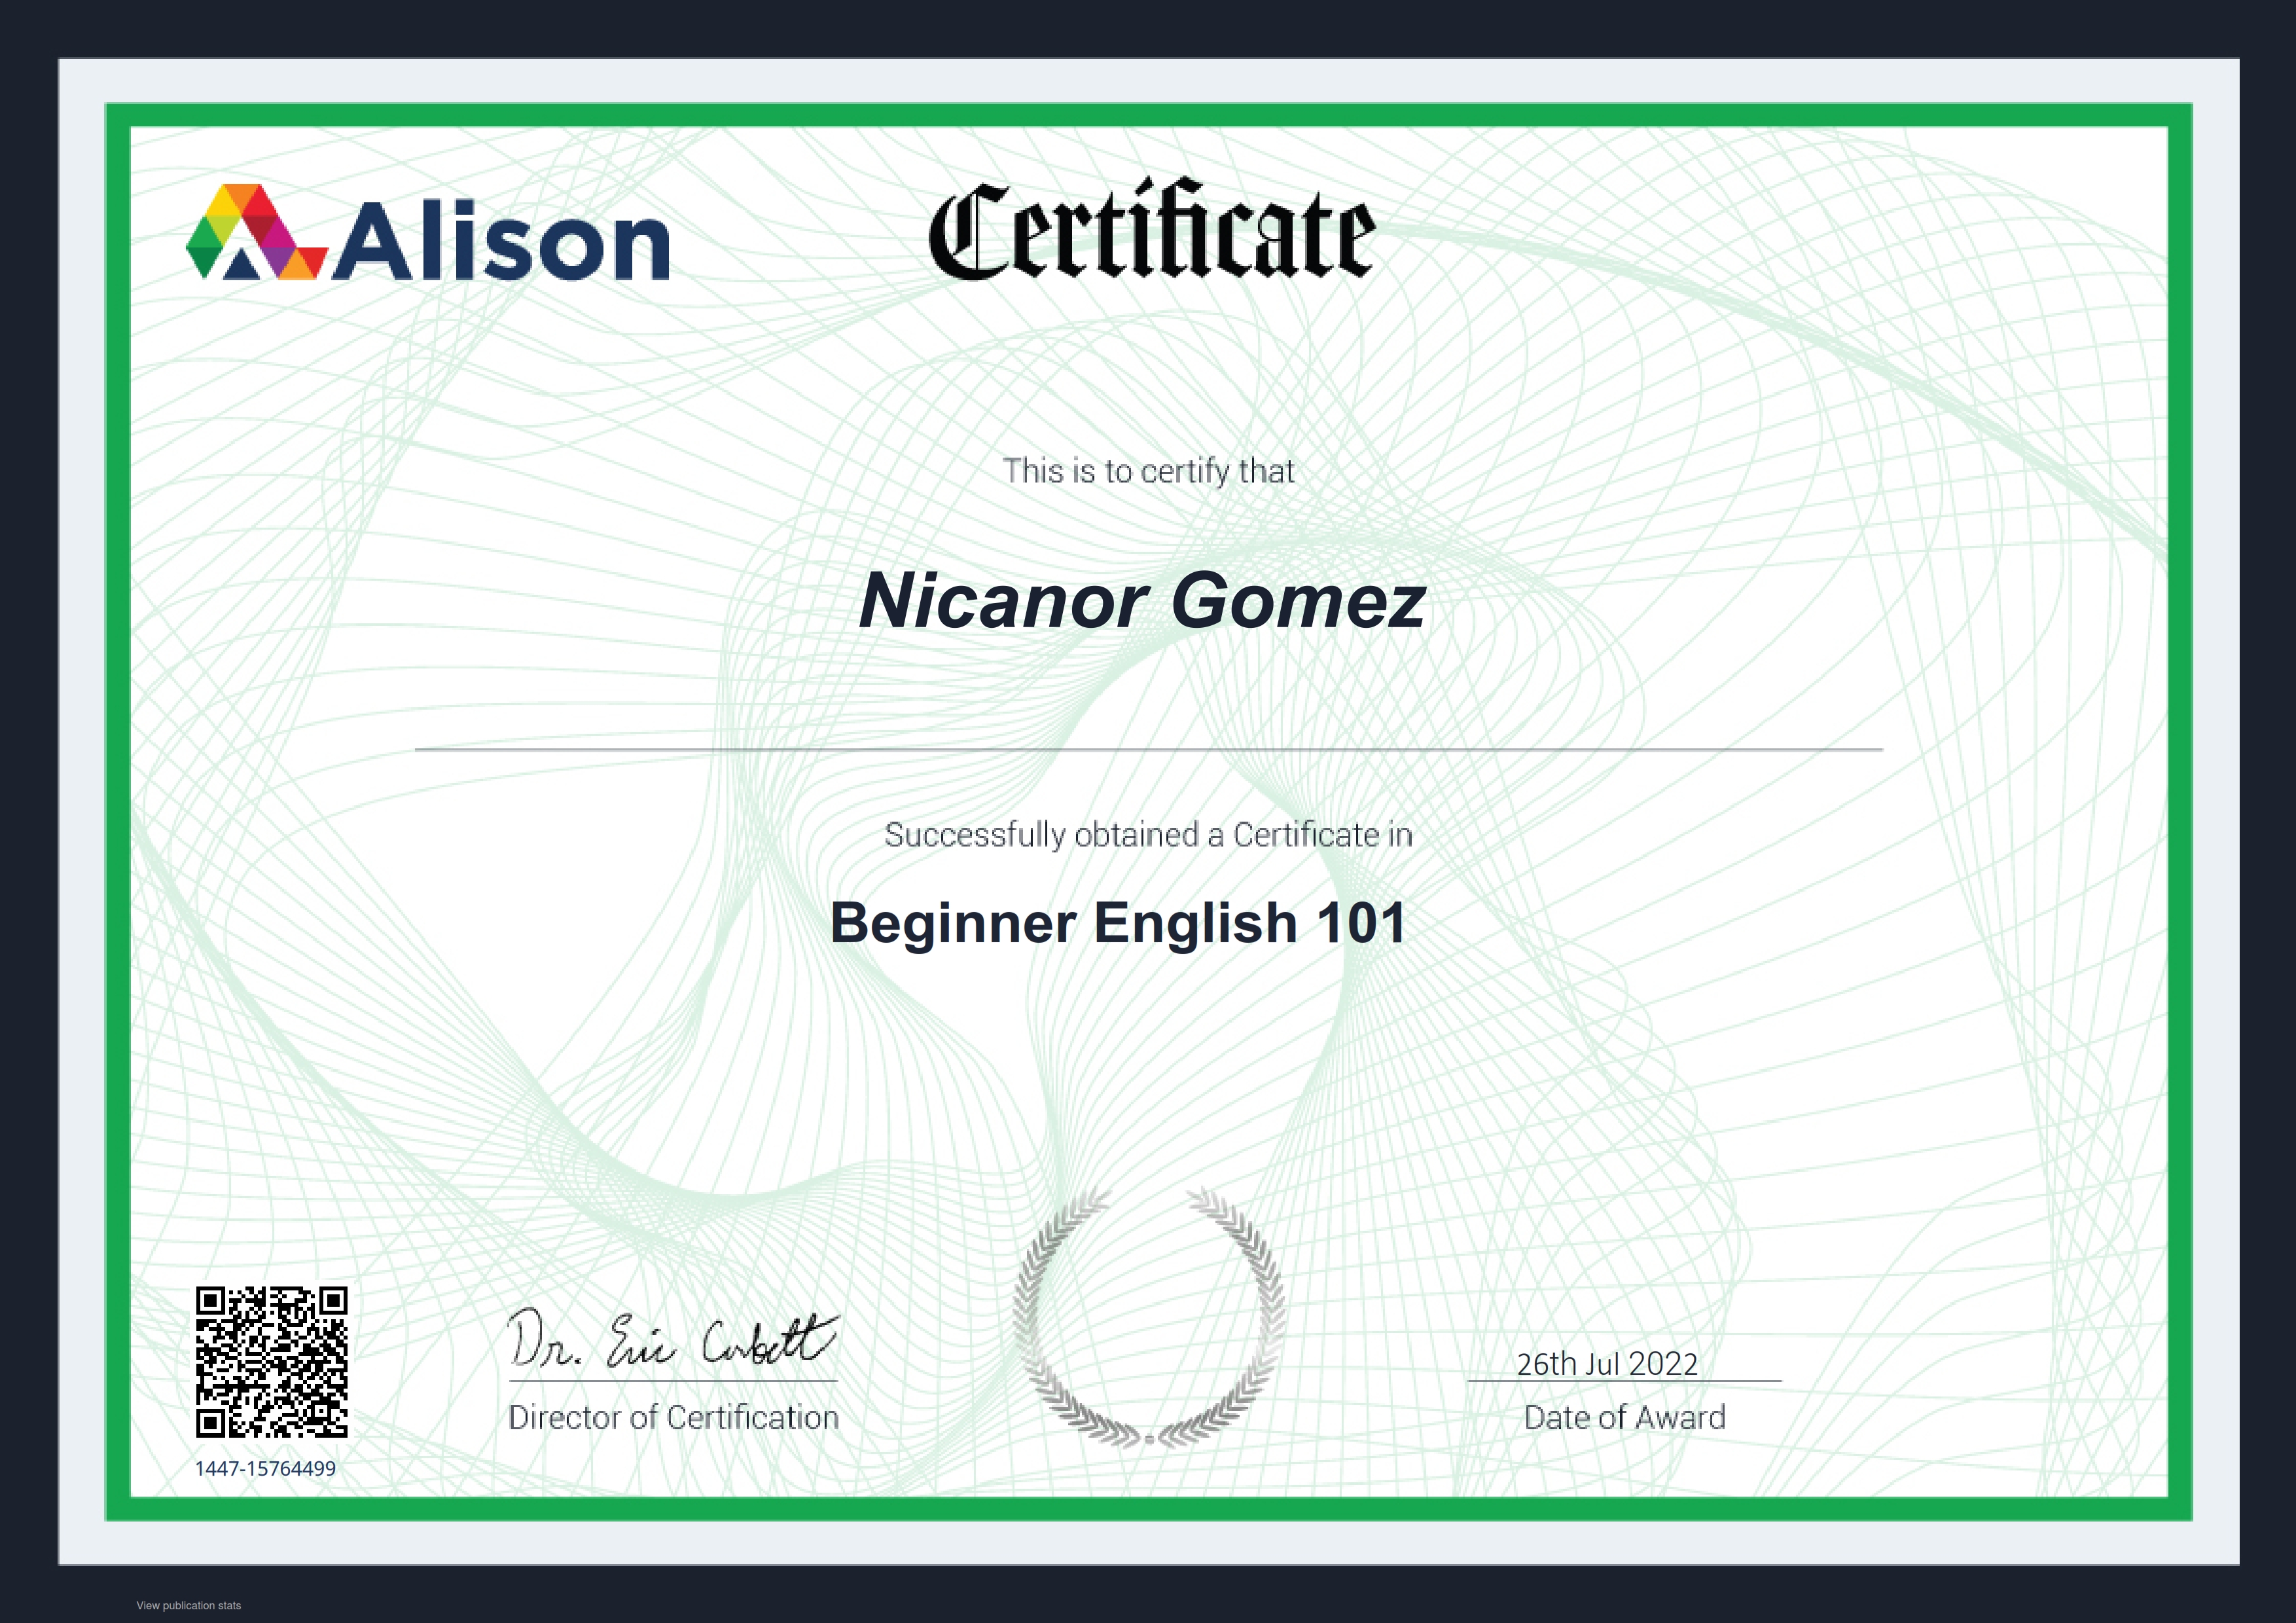 Alison
Certificate
This is to certify that
Nicanor Gomez
Successfully obtained a Certificate in
Beginner English 101
Dr. Eric Corbett
26th Jul 2022
Director of Certification
Date of Award
1447-15764499
View publication stats